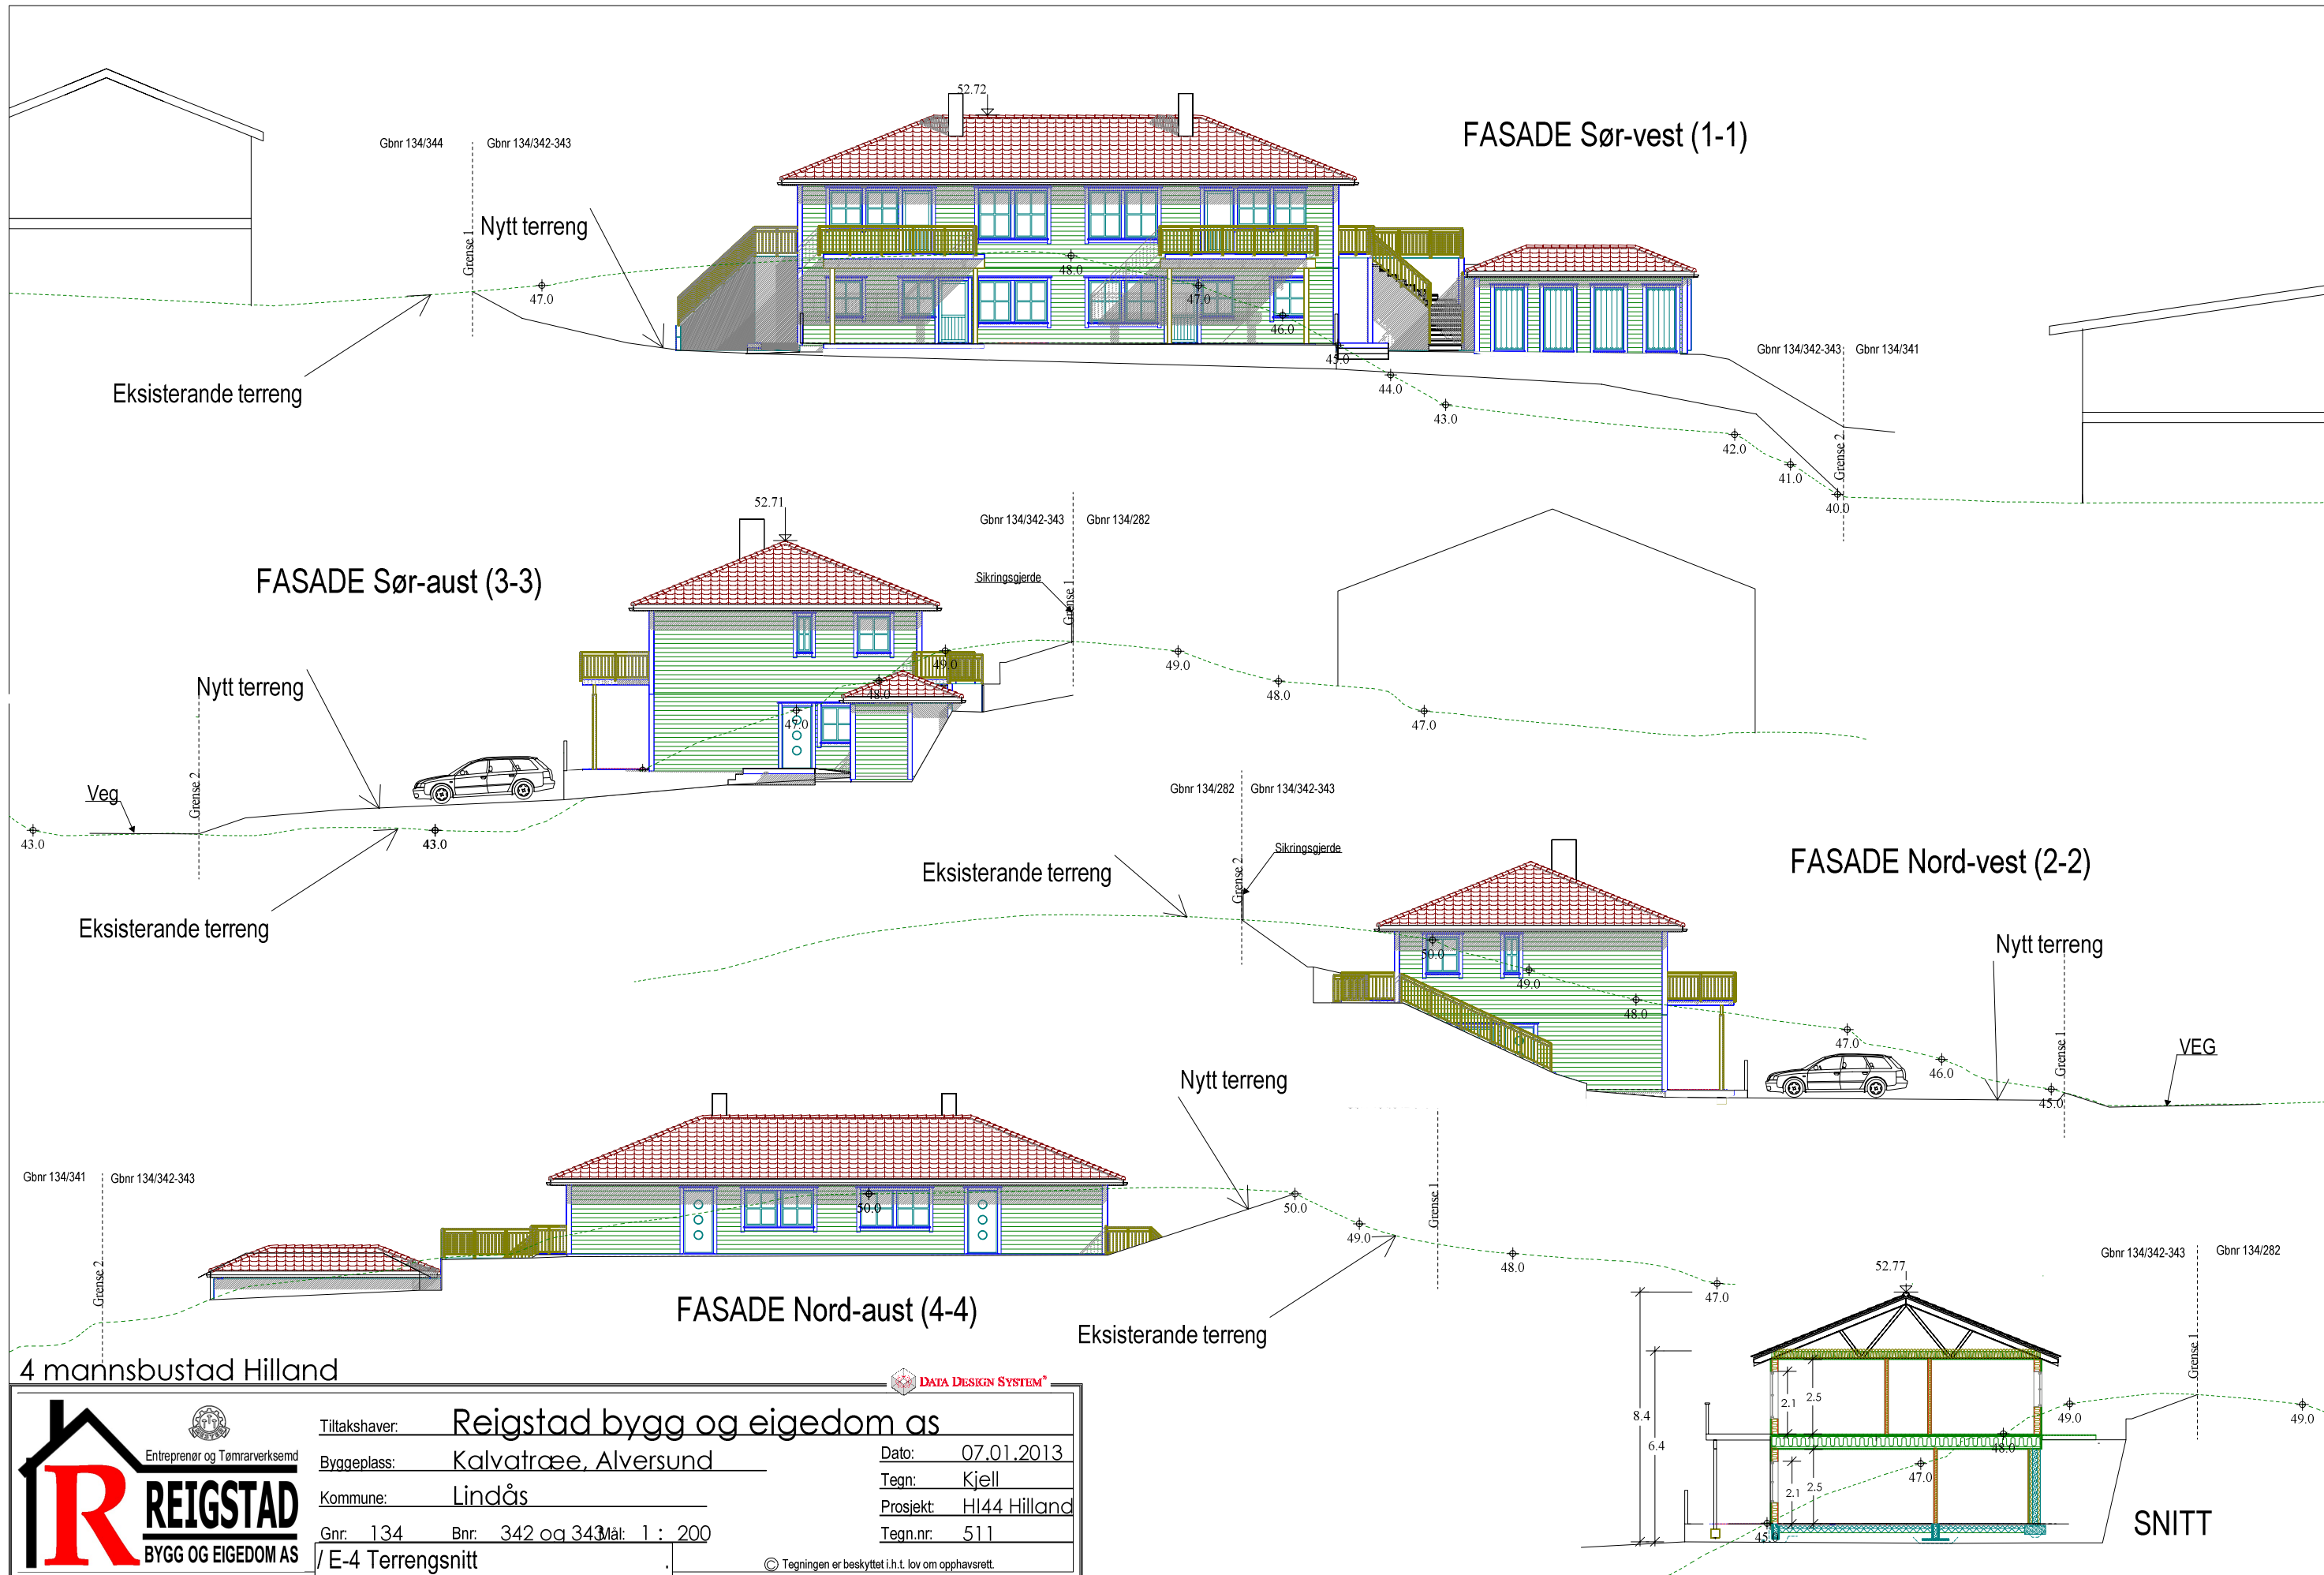 52.72
FASADE Sør-vest (1-1)
Gbnr 134/344 Gbnr 134/342-343
Nytt terreng
Grense 1
47.0
48.0
47.0
46.0
45.0
44.0
43.0
42.0
41.0
40.0
Eksisterande terreng
Gbnr 134/342-343 Gbnr 134/341
Grense 2
52.71
Gbnr 134/342-343 Gbnr 134/282
FASADE Sør-aust (3-3)
Sikringsgjerde
Grense 1
49.0
48.0
47.0
49.0
48.0
47.0
Nytt terreng
Veg
Grense 2
43.0
43.0
Eksisterande terreng
Gbnr 134/282 Gbnr 134/342-343
Sikringsgjerde
Grense 2
FASADE Nord-vest (2-2)
Eksisterande terreng
50.0
49.0
48.0
47.0
46.0
45.0
Nytt terreng
Grense 1
VEG
Nytt terreng
Gbnr 134/341 Gbnr 134/342-343
Grense 2
50.0
50.0
49.0
48.0
47.0
Grense 1
FASADE Nord-aust (4-4)
Eksisterande terreng
52.77
Gbnr 134/342-343 Gbnr 134/282
Grense 1
8.4
6.4
2.1
2.5
2.1
2.5
49.0
49.0
48.0
47.0
45.0
SNITT
4 mannsbustad Hilland
DATA DESIGN SYSTEM
Entreprenør og Tømrarverksemd
R REIGSTAD
BYGG OG EIGEDOM AS
Tiltakshaver: Reigstad bygg og eigedom as
Byggeplass: Kalvatræe, Alversund
Kommune: Lindås
Gnr: 134 Bnr: 342 og 343 Mål: 1 : 200
Dato: 07.01.2013
Tegn: Kjell
Prosjekt: HI44 Hilland
Tegn.nr: 511
/ E-4 Terrengsnitt
© Tegningen er beskyttet i.h.t. lov om opphavsrett.